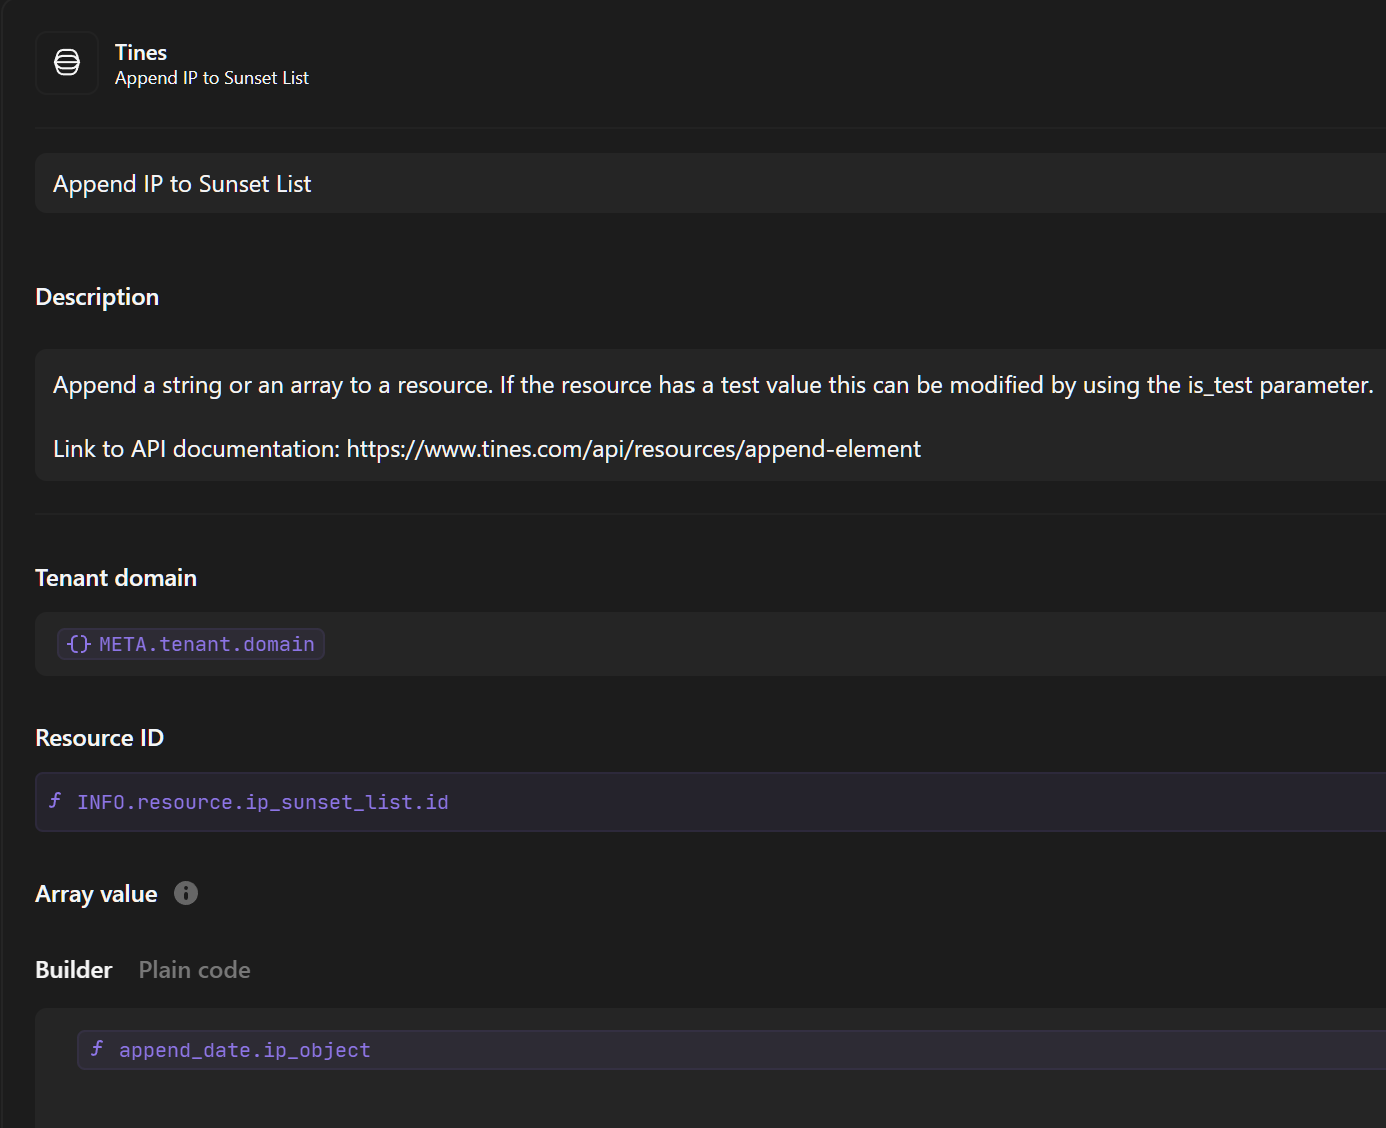 Tines
Append IP to Sunset List
Append IP to Sunset List
Description
Append a string or an array to a resource. If the resource has a test value this can be modified by using the is_test parameter.
Link to API documentation: https://www.tines.com/api/resources/append-element
Tenant domain
{} META.tenant.domain
Resource ID
f INFO.resource.ip_sunset_list.id
Array value
Builder Plain code
f append_date.ip_object